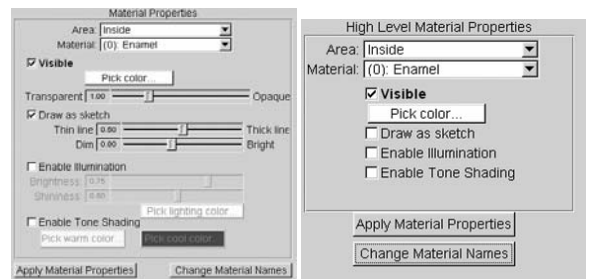 Material Properties
Area: Inside
Material: (0): Enamel
Visible
Pick color...
Transparent 1.00 Opaque
Draw as sketch
Thin line 0.60 Thick line
Dim 0.00 Bright
Enable Illumination
Brightness: 0.75
Shininess: 0.60
Pick lighting color...
Enable Tone Shading
Pick warm color... Pick cool color...
Apply Material Properties Change Material Names
High Level Material Properties
Area: Inside
Material: (0): Enamel
Visible
Pick color...
Draw as sketch
Enable Illumination
Enable Tone Shading
Apply Material Properties
Change Material Names